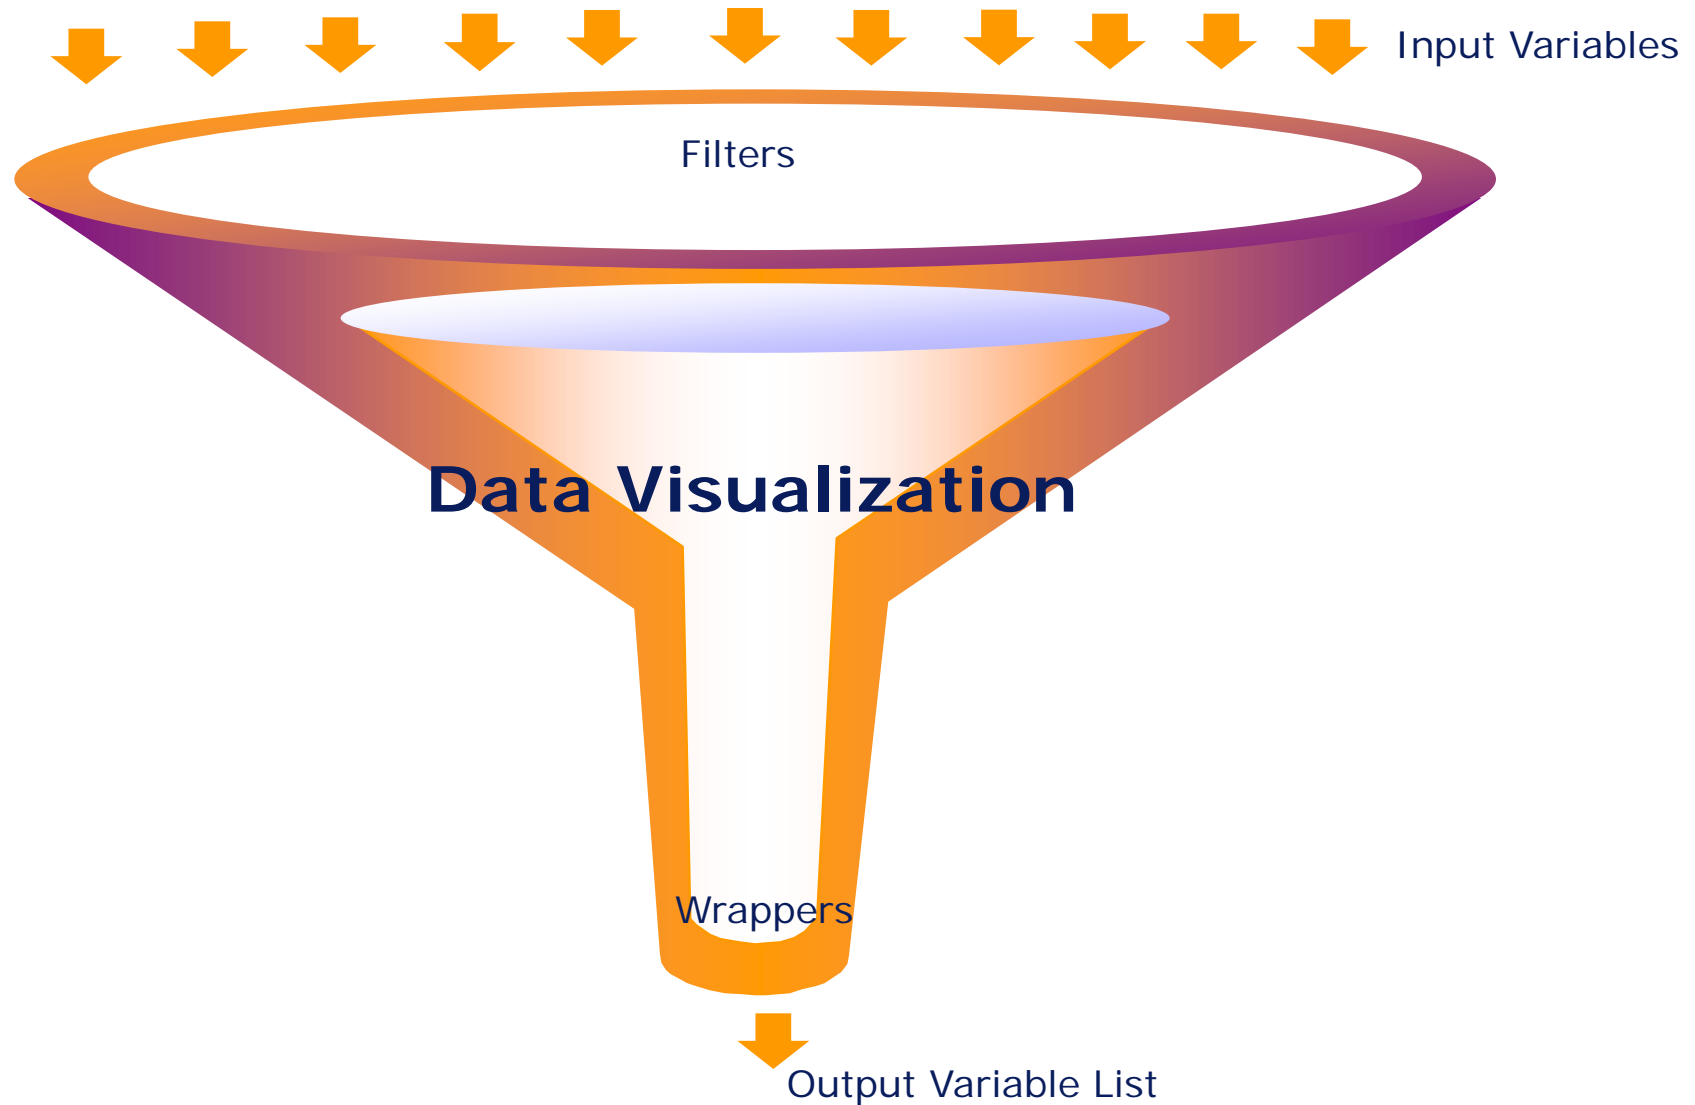 Input Variables
Filters
Data Visualization
Wrappers
Output Variable List